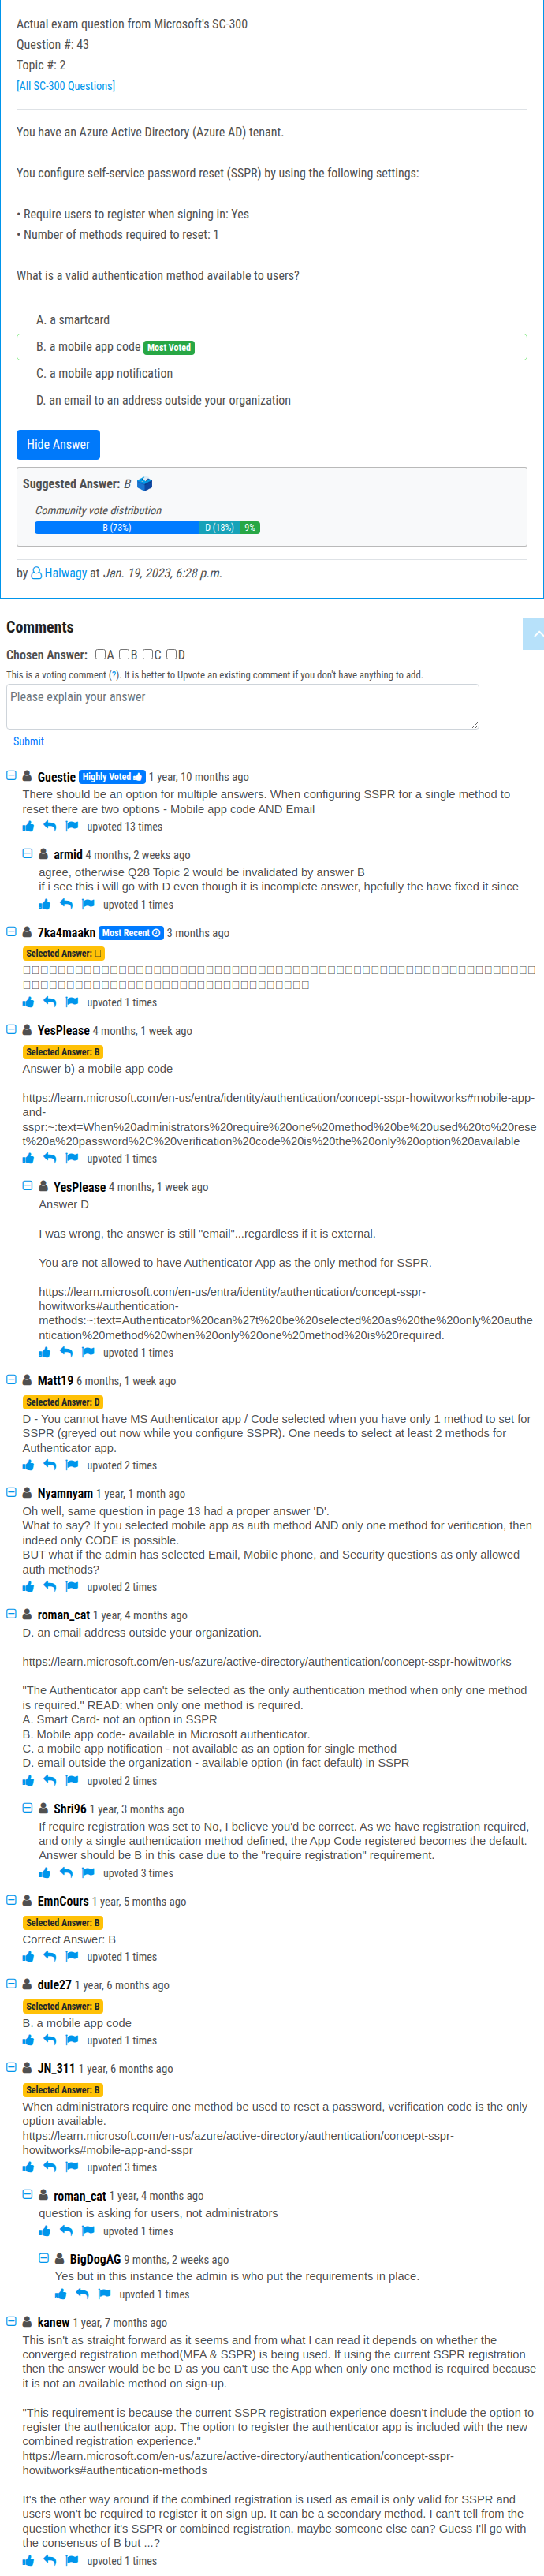 Actual exam question from Microsoft's SC-300
Question #: 43
Topic #: 2
[All SC-300 Questions]
You have an Azure Active Directory (Azure AD) tenant.
You configure self-service password reset (SSPR) by using the following settings:
• Require users to register when signing in: Yes
• Number of methods required to reset: 1
What is a valid authentication method available to users?
A. a smartcard
B. a mobile app code Most Voted
C. a mobile app notification
D. an email to an address outside your organization
Hide Answer
Suggested Answer: B
Community vote distribution
B (73%) D (18%) 9%
by Halwagy at Jan. 19, 2023, 6:28 p.m.
Comments
Chosen Answer: A B C D
This is a voting comment (?). It is better to Upvote an existing comment if you don't have anything to add.
Please explain your answer
Submit
Guestie Highly Voted 1 year, 10 months ago
There should be an option for multiple answers. When configuring SSPR for a single method to
reset there are two options - Mobile app code AND Email
upvoted 13 times
armid 4 months, 2 weeks ago
agree, otherwise Q28 Topic 2 would be invalidated by answer B
if i see this i will go with D even though it is incomplete answer, hpefully the have fixed it since
upvoted 1 times
7ka4maakn Most Recent 3 months ago
Selected Answer:
upvoted 1 times
YesPlease 4 months, 1 week ago
Selected Answer: B
Answer b) a mobile app code
https://learn.microsoft.com/en-us/entra/identity/authentication/concept-sspr-howitworks#mobile-app-
and-
sspr:~:text=When%20administrators%20require%20one%20method%20be%20used%20to%20rese
t%20a%20password%2C%20verification%20code%20is%20the%20only%20option%20available
upvoted 1 times
YesPlease 4 months, 1 week ago
Answer D
I was wrong, the answer is still "email"...regardless if it is external.
You are not allowed to have Authenticator App as the only method for SSPR.
https://learn.microsoft.com/en-us/entra/identity/authentication/concept-sspr-
howitworks#authentication-
methods:~:text=Authenticator%20can%27t%20be%20selected%20as%20the%20only%20authe
ntication%20method%20when%20only%20one%20method%20is%20required.
upvoted 1 times
Matt19 6 months, 1 week ago
Selected Answer: D
D - You cannot have MS Authenticator app / Code selected when you have only 1 method to set for
SSPR (greyed out now while you configure SSPR). One needs to select at least 2 methods for
Authenticator app.
upvoted 2 times
Nyamnyam 1 year, 1 month ago
Oh well, same question in page 13 had a proper answer 'D'.
What to say? If you selected mobile app as auth method AND only one method for verification, then
indeed only CODE is possible.
BUT what if the admin has selected Email, Mobile phone, and Security questions as only allowed
auth methods?
upvoted 2 times
roman_cat 1 year, 4 months ago
D. an email address outside your organization.
https://learn.microsoft.com/en-us/azure/active-directory/authentication/concept-sspr-howitworks
"The Authenticator app can't be selected as the only authentication method when only one method
is required." READ: when only one method is required.
A. Smart Card- not an option in SSPR
B. Mobile app code- available in Microsoft authenticator.
C. a mobile app notification - not available as an option for single method
D. email outside the organization - available option (in fact default) in SSPR
upvoted 2 times
Shri96 1 year, 3 months ago
If require registration was set to No, I believe you'd be correct. As we have registration required,
and only a single authentication method defined, the App Code registered becomes the default.
Answer should be B in this case due to the "require registration" requirement.
upvoted 3 times
EmnCours 1 year, 5 months ago
Selected Answer: B
Correct Answer: B
upvoted 1 times
dule27 1 year, 6 months ago
Selected Answer: B
B. a mobile app code
upvoted 1 times
JN_311 1 year, 6 months ago
Selected Answer: B
When administrators require one method be used to reset a password, verification code is the only
option available.
https://learn.microsoft.com/en-us/azure/active-directory/authentication/concept-sspr-
howitworks#mobile-app-and-sspr
upvoted 3 times
roman_cat 1 year, 4 months ago
question is asking for users, not administrators
upvoted 1 times
BigDogAG 9 months, 2 weeks ago
Yes but in this instance the admin is who put the requirements in place.
upvoted 1 times
kanew 1 year, 7 months ago
This isn't as straight forward as it seems and from what I can read it depends on whether the
converged registration method(MFA & SSPR) is being used. If using the current SSPR registration
then the answer would be be D as you can't use the App when only one method is required because
it is not an available method on sign-up.
"This requirement is because the current SSPR registration experience doesn't include the option to
register the authenticator app. The option to register the authenticator app is included with the new
combined registration experience."
https://learn.microsoft.com/en-us/azure/active-directory/authentication/concept-sspr-
howitworks#authentication-methods
It's the other way around if the combined registration is used as email is only valid for SSPR and
users won't be required to register it on sign up. It can be a secondary method. I can't tell from the
question whether it's SSPR or combined registration. maybe someone else can? Guess I'll go with
the consensus of B but ...?
upvoted 1 times